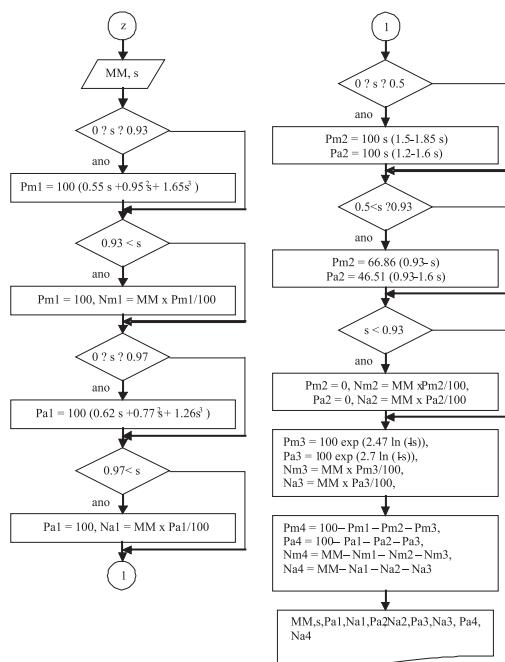 z
MM, s
0 ? s ? 0.93
ano
Pm1 = 100 (0.55 s +0.95²s+ 1.65s³ )
0.93 < s
ano
Pm1 = 100, Nm1 = MM x Pm1/100
0 ? s ? 0.97
ano
Pa1 = 100 (0.62 s +0.77²s+ 1.26s³ )
0.97< s
ano
Pa1 = 100, Na1 = MM x Pa1/100
1
1
0 ? s ? 0.5
ano
Pm2 = 100 s (1.5-1.85 s)
Pa2 = 100 s (1.2-1.6 s)
0.5<s ?0.93
ano
Pm2 = 66.86 (0.93- s)
Pa2 = 46.51 (0.93-1.6 s)
s < 0.93
ano
Pm2 = 0, Nm2 = MM xPm2/100,
Pa2 = 0, Na2 = MM x Pa2/100
Pm3 = 100 exp (2.47 ln (1-s)),
Pa3 = 100 exp (2.7 ln (1-s)),
Nm3 = MM x Pm3/100,
Na3 = MM x Pa3/100,
Pm4 = 100– Pm1 – Pm2 – Pm3,
Pa4 = 100– Pa1 – Pa2 – Pa3,
Nm4 = MM– Nm1 – Nm2 – Nm3,
Na4 = MM– Na1 – Na2 – Na3
MM,s,Pa1,Na1,Pa2,Na2,Pa3,Na3, Pa4,
Na4